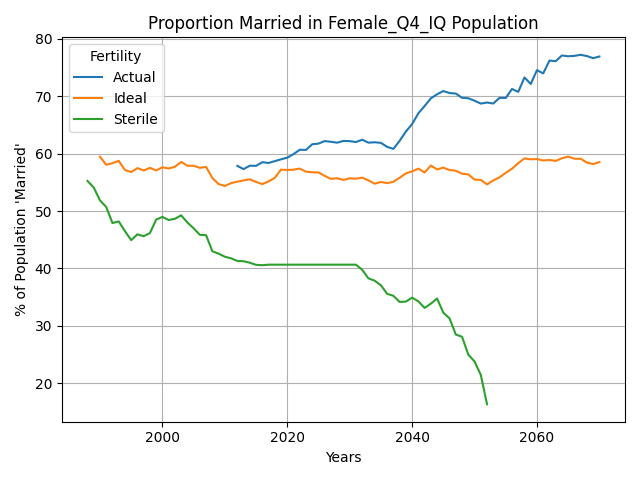 Proportion Married in Female_Q4_IQ Population
% of Population 'Married'
80
70
60
50
40
30
20
Fertility
Actual
Ideal
Sterile
2000
2020
2040
2060
Years